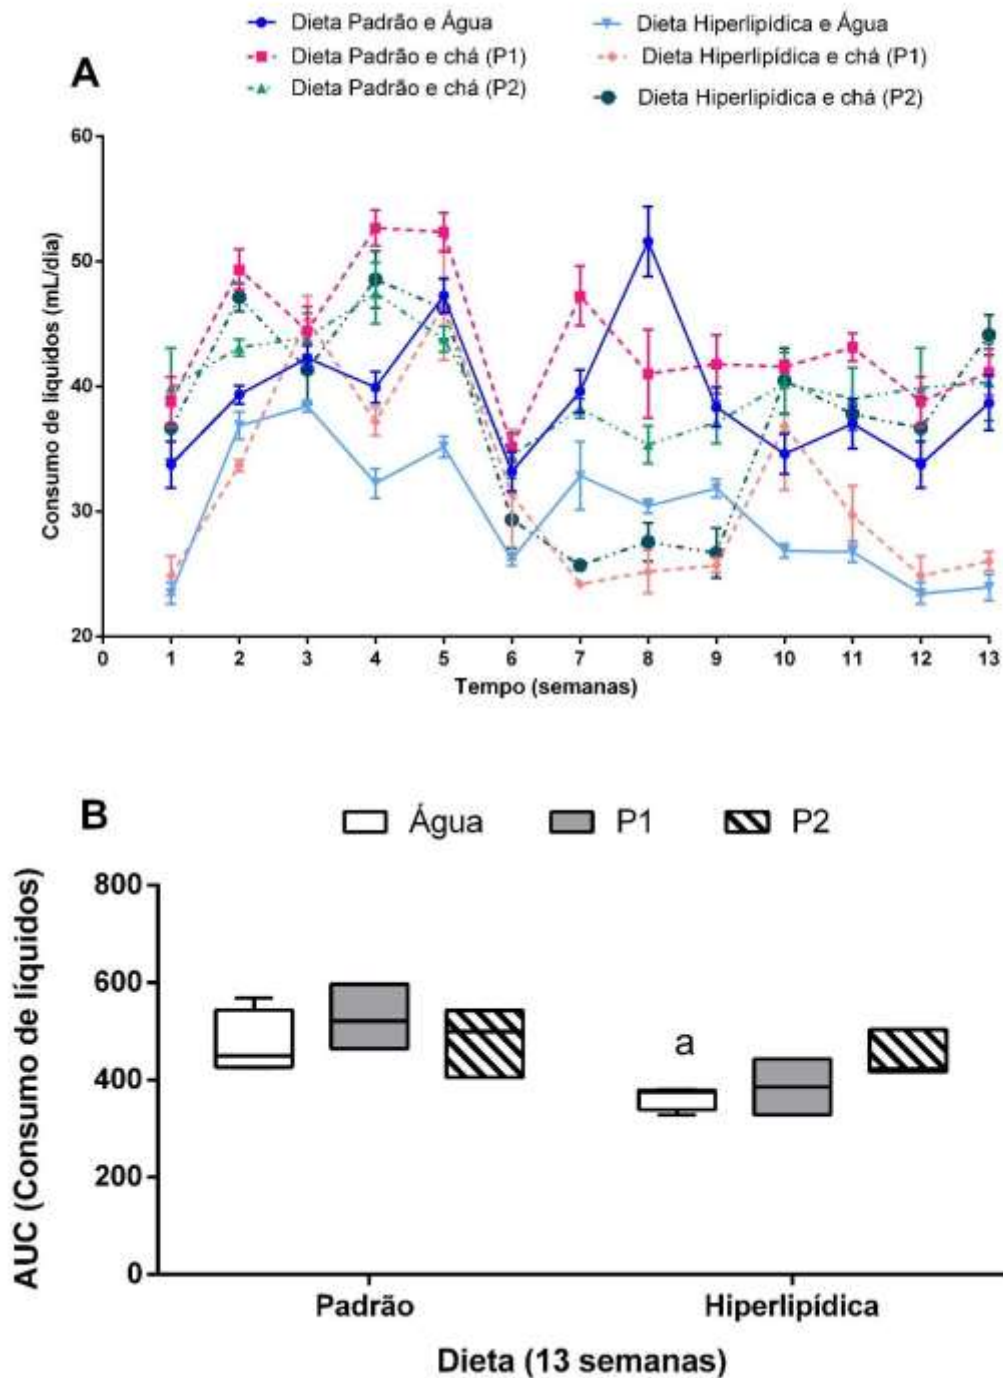 Dieta Padrão e Água
Dieta Hiperlipídica e Água
Dieta Padrão e chá (P1)
Dieta Hiperlipídica e chá (P1)
Dieta Padrão e chá (P2)
Dieta Hiperlipídica e chá (P2)
A
Consumo de líquidos (mL/dia)
60
50
40
30
20
0 1 2 3 4 5 6 7 8 9 10 11 12 13
Tempo (semanas)
B
Água P1 P2
AUC (Consumo de líquidos)
800
600
400
200
0
a
Padrão Hiperlipídica
Dieta (13 semanas)